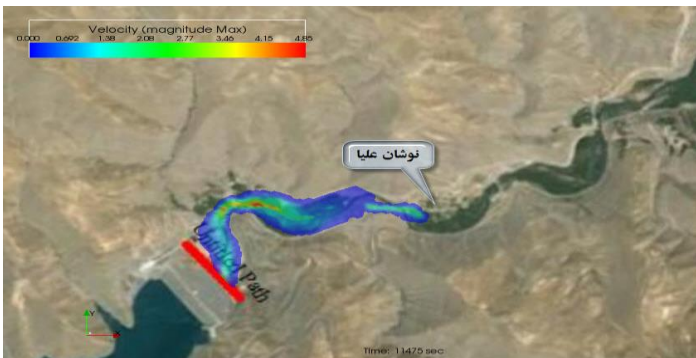 Velocity (magnitude Max)
0.000 0.692 1.38 2.08 2.77 3.46 4.15 4.85
نوشان علیا
Untitled Path
Y
X
Time: 11475 sec